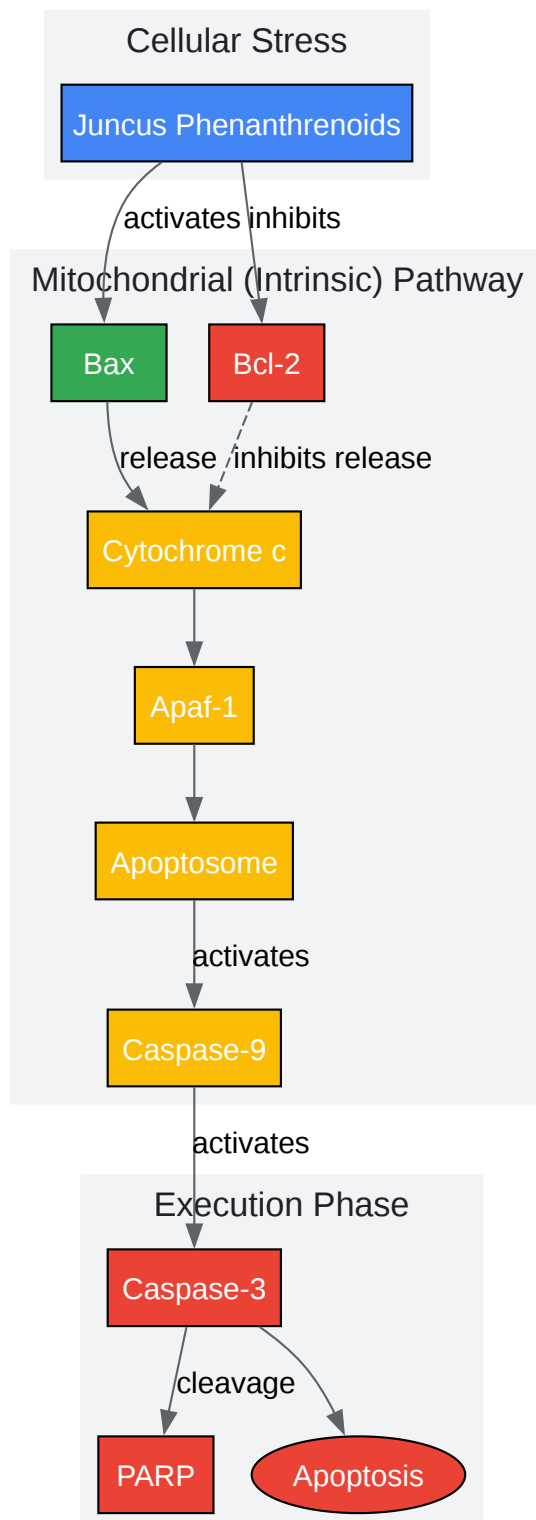 Cellular Stress
Juncus Phenanthrenoids
activates
inhibits
Mitochondrial (Intrinsic) Pathway
Bax
Bcl-2
release
inhibits release
Cytochrome c
Apaf-1
Apoptosome
activates
Caspase-9
activates
Execution Phase
Caspase-3
cleavage
PARP
Apoptosis